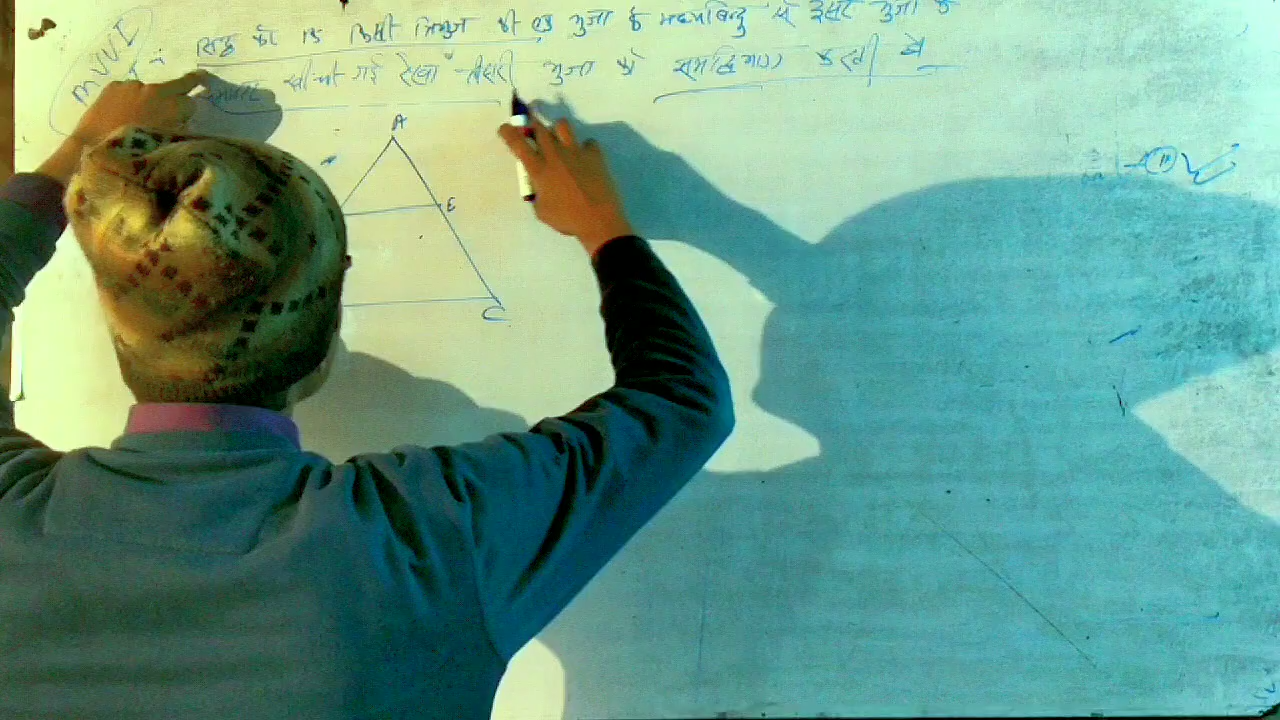 MVVI
सिद्ध करें कि किसी त्रिभुज की एक भुजा के मध्यबिन्दु से दूसरी भुजा के
खींची गई रेखा तीसरी भुजा को समद्विभाग करती है
A
E
C